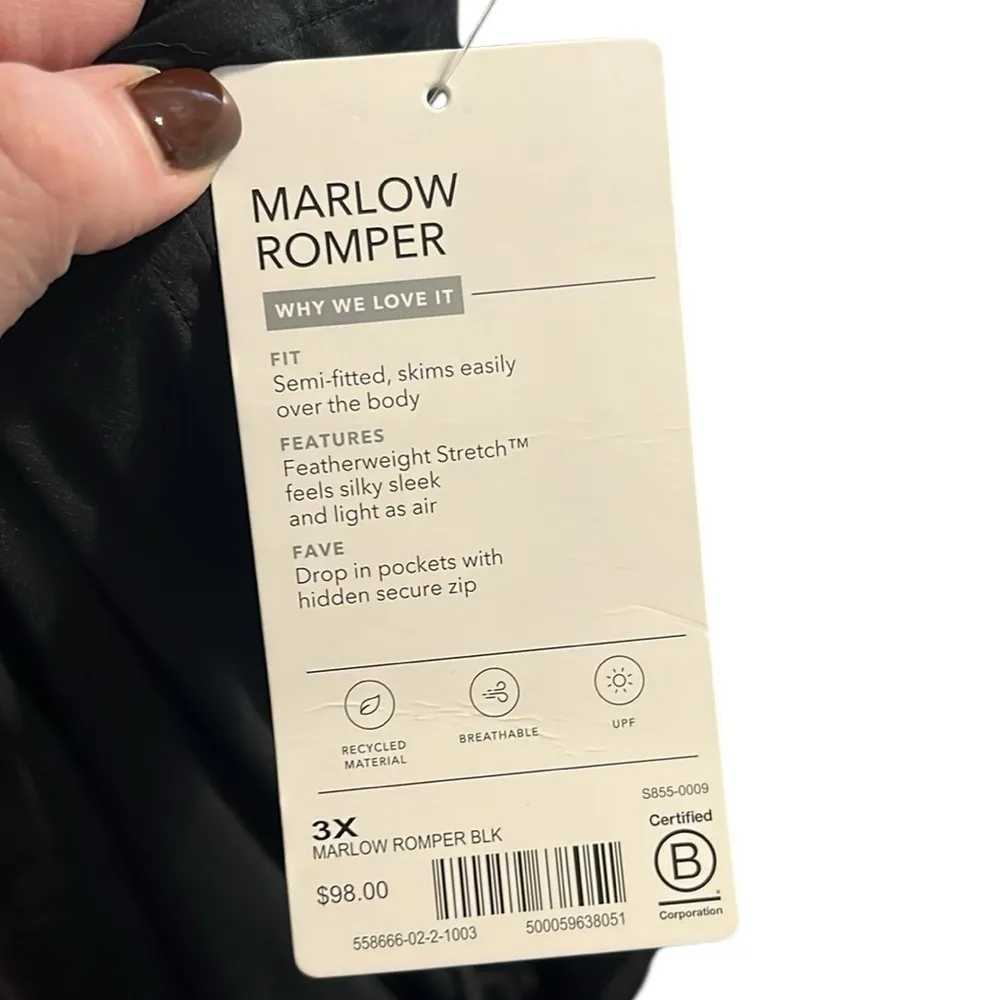 MARLOW
ROMPER
WHY WE LOVE IT
FIT
Semi-fitted, skims easily
over the body
FEATURES
Featherweight Stretch™
feels silky sleek
and light as air
FAVE
Drop in pockets with
hidden secure zip
RECYCLED
MATERIAL
BREATHABLE
UPF
S855-0009
3X
MARLOW ROMPER BLK
$98.00
558666-02-2-1003
500059638051
Certified
B
®
Corporation